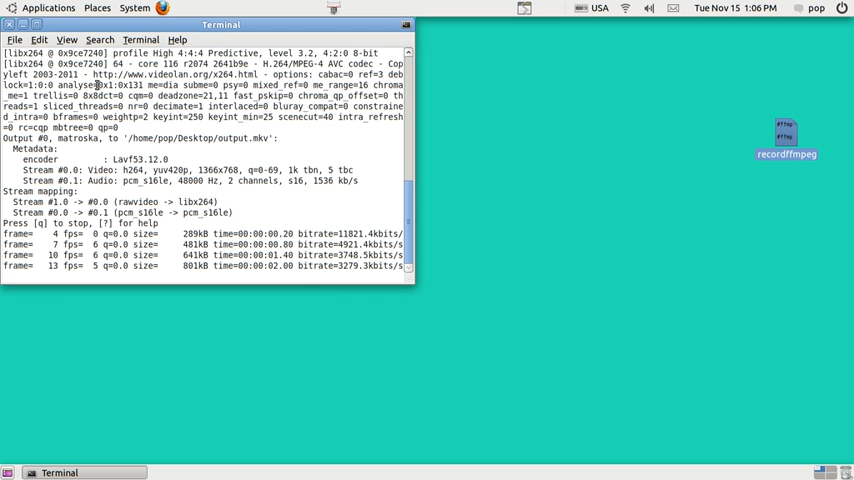 Applications Places System
USA
Tue Nov 15 1:06 PM
pop
Terminal
File Edit View Search Terminal Help
[libx264 @ 0x9ce7240] profile High 4:4:4 Predictive, level 3.2, 4:2:0 8-bit
[libx264 @ 0x9ce7240] 64 - core 116 r2074 2641b9e - H.264/MPEG-4 AVC codec - Cop
yleft 2003-2011 - http://www.videolan.org/x264.html - options: cabac=0 ref=3 deb
lock=1:0:0 analyse=0x1:0x131 me=dia subme=0 psy=0 mixed_ref=0 me_range=16 chroma
_me=1 trellis=0 8x8dct=0 cqm=0 deadzone=21,11 fast_pskip=0 chroma_qp_offset=0 th
reads=1 sliced_threads=0 nr=0 decimate=1 interlaced=0 bluray_compat=0 constraine
d_intra=0 bframes=0 weightp=2 keyint=250 keyint_min=25 scenecut=40 intra_refresh
=0 rc=cqp mbtree=0 qp=0
Output #0, matroska, to '/home/pop/Desktop/output.mkv':
Metadata:
encoder : Lavf53.12.0
Stream #0.0: Video: h264, yuv420p, 1366x768, q=0-69, 1k tbn, 5 tbc
Stream #0.1: Audio: pcm_s16le, 48000 Hz, 2 channels, s16, 1536 kb/s
Stream mapping:
Stream #1.0 -> #0.0 (rawvideo -> libx264)
Stream #0.0 -> #0.1 (pcm_s16le -> pcm_s16le)
Press [q] to stop, [?] for help
frame= 4 fps= 0 q=0.0 size= 289kB time=00:00:00.20 bitrate=11821.4kbits/
frame= 7 fps= 6 q=0.0 size= 481kB time=00:00:00.80 bitrate=4921.4kbits/s
frame= 10 fps= 6 q=0.0 size= 641kB time=00:00:01.40 bitrate=3748.5kbits/s
frame= 13 fps= 5 q=0.0 size= 801kB time=00:00:02.00 bitrate=3279.3kbits/s
#ffmp
#ffmp
recordffmpeg
Terminal